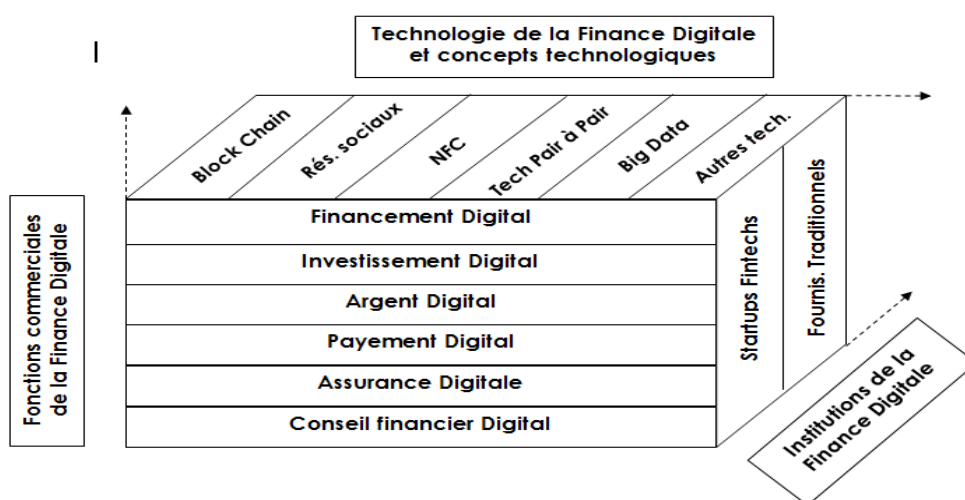 Technologie de la Finance Digitale
et concepts technologiques
Block Chain
Rés. sociaux
NFC
Tech Pair à Pair
Big Data
Autres tech.
Fonctions commerciales
de la Finance Digitale
Financement Digital
Investissement Digital
Argent Digital
Payement Digital
Assurance Digitale
Conseil financier Digital
Startups Fintechs
Fournis. Traditionnels
Institutions de la
Finance Digitale